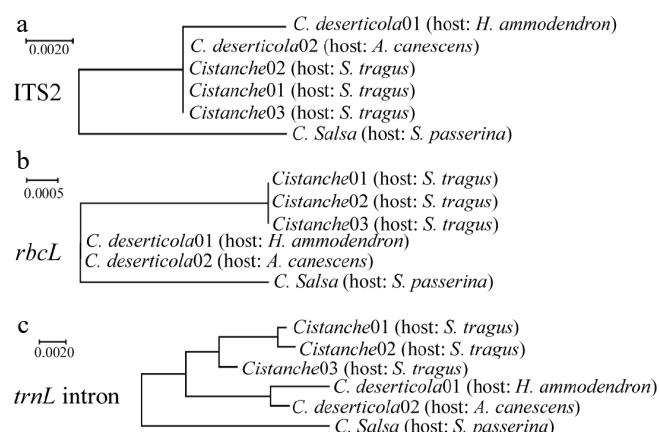 a
C. deserticola01 (host: H. ammodendron)
0.0020
C. deserticola02 (host: A. canescens)
Cistanche02 (host: S. tragus)
ITS2
Cistanche01 (host: S. tragus)
Cistanche03 (host: S. tragus)
C. Salsa (host: S. passerina)
b
Cistanche01 (host: S. tragus)
0.0005
Cistanche02 (host: S. tragus)
Cistanche03 (host: S. tragus)
rbcL
C. deserticola01 (host: H. ammodendron)
C. deserticola02 (host: A. canescens)
C. Salsa (host: S. passerina)
c
Cistanche01 (host: S. tragus)
0.0020
Cistanche02 (host: S. tragus)
Cistanche03 (host: S. tragus)
C. deserticola01 (host: H. ammodendron)
trnL intron
C. deserticola02 (host: A. canescens)
C. Salsa (host: S. passerina)